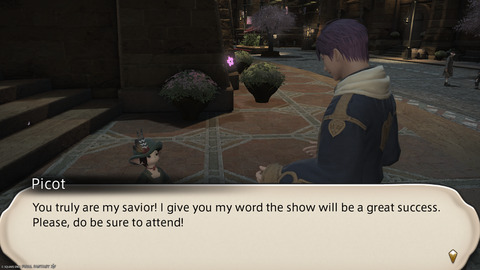 Picot
You truly are my savior! I give you my word the show will be a great success.
Please, do be sure to attend!